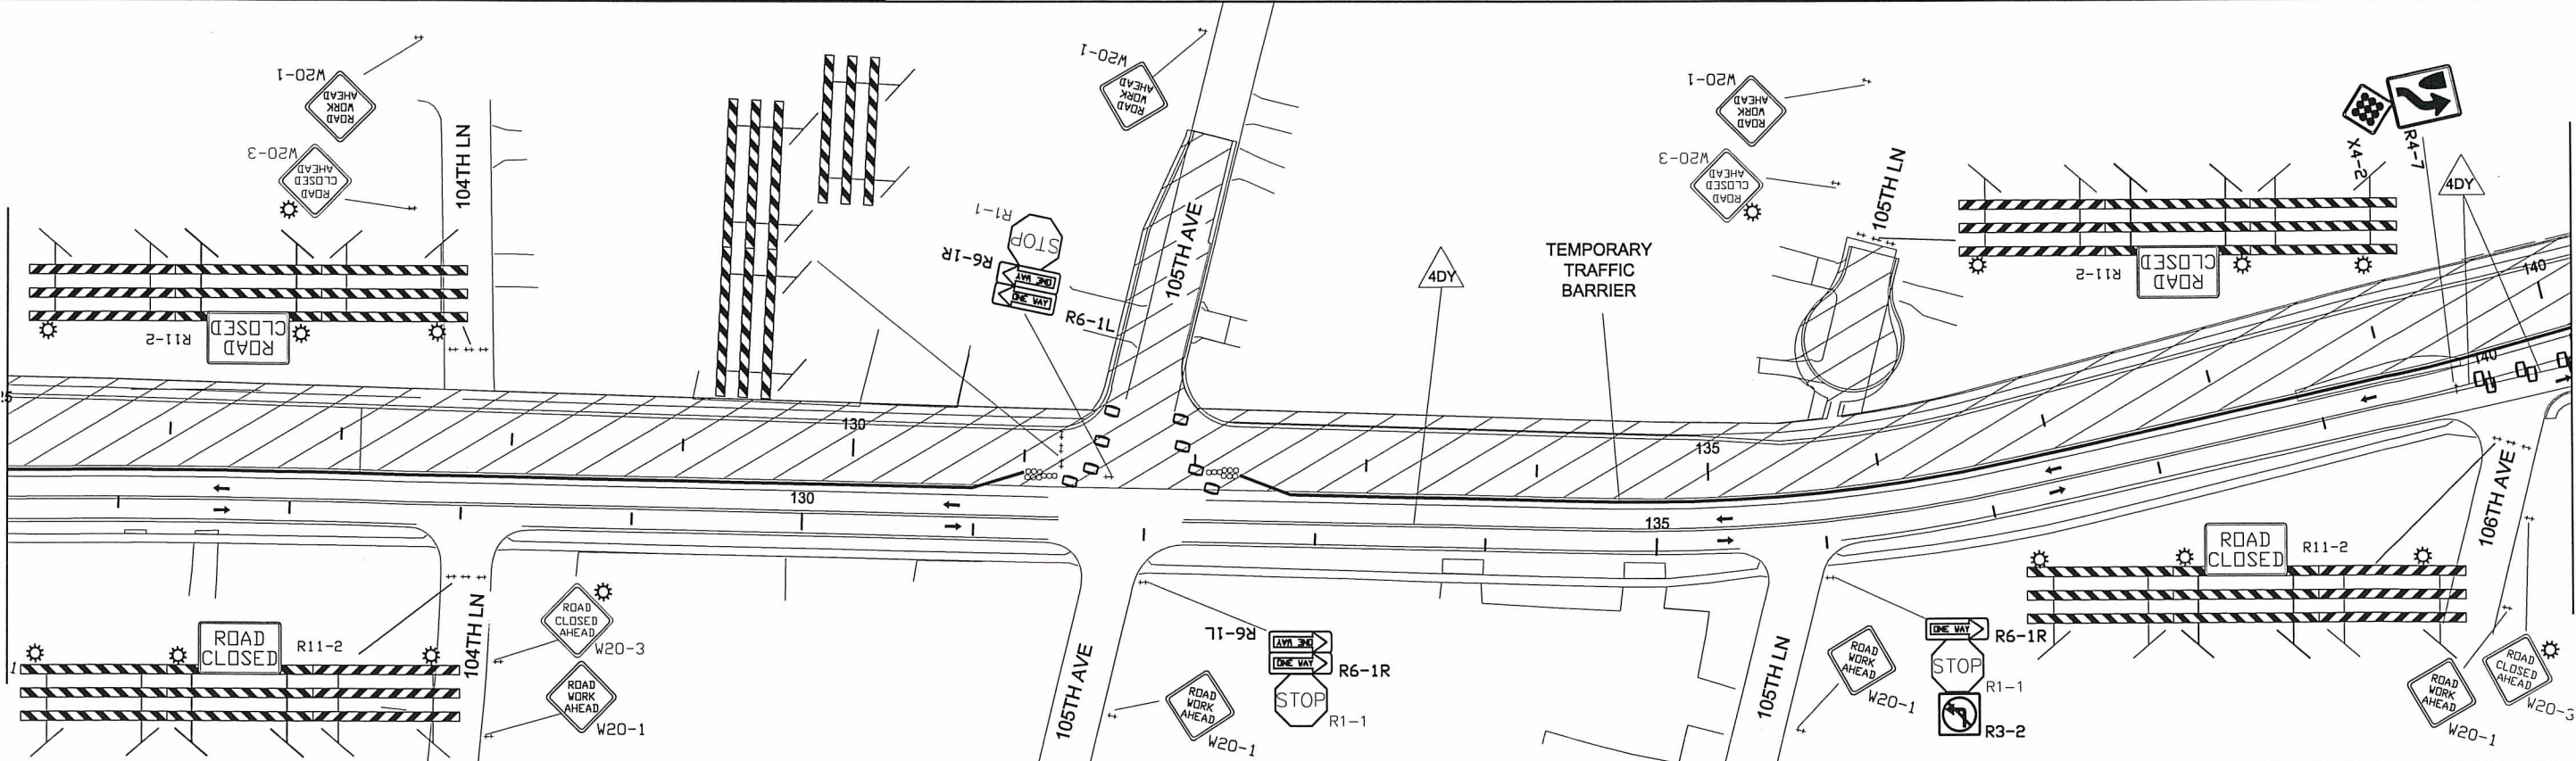 W20-1
ROAD
WORK
AHEAD
W20-3
ROAD
CLOSED
AHEAD
104TH LN
R11-2
ROAD
CLOSED
W20-1
ROAD
WORK
AHEAD
R1-1
STOP
R6-1R
ONE WAY
ONE WAY
R6-1L
105TH AVE
W20-1
ROAD
WORK
AHEAD
W20-3
ROAD
CLOSED
AHEAD
105TH LN
4DY
TEMPORARY
TRAFFIC
BARRIER
R11-2
ROAD
CLOSED
X4-2
R4-7
4DY
140
140
130
135
130
135
ROAD
CLOSED
R11-2
104TH LN
ROAD
CLOSED
AHEAD
W20-3
ROAD
WORK
AHEAD
W20-1
105TH AVE
R6-1L
ONE WAY
ONE WAY
R6-1R
STOP
R1-1
ROAD
WORK
AHEAD
W20-1
105TH LN
ROAD
WORK
AHEAD
W20-1
ONE WAY
R6-1R
STOP
R1-1
R3-2
ROAD
CLOSED
R11-2
106TH AVE
ROAD
WORK
AHEAD
W20-1
ROAD
CLOSED
AHEAD
W20-3